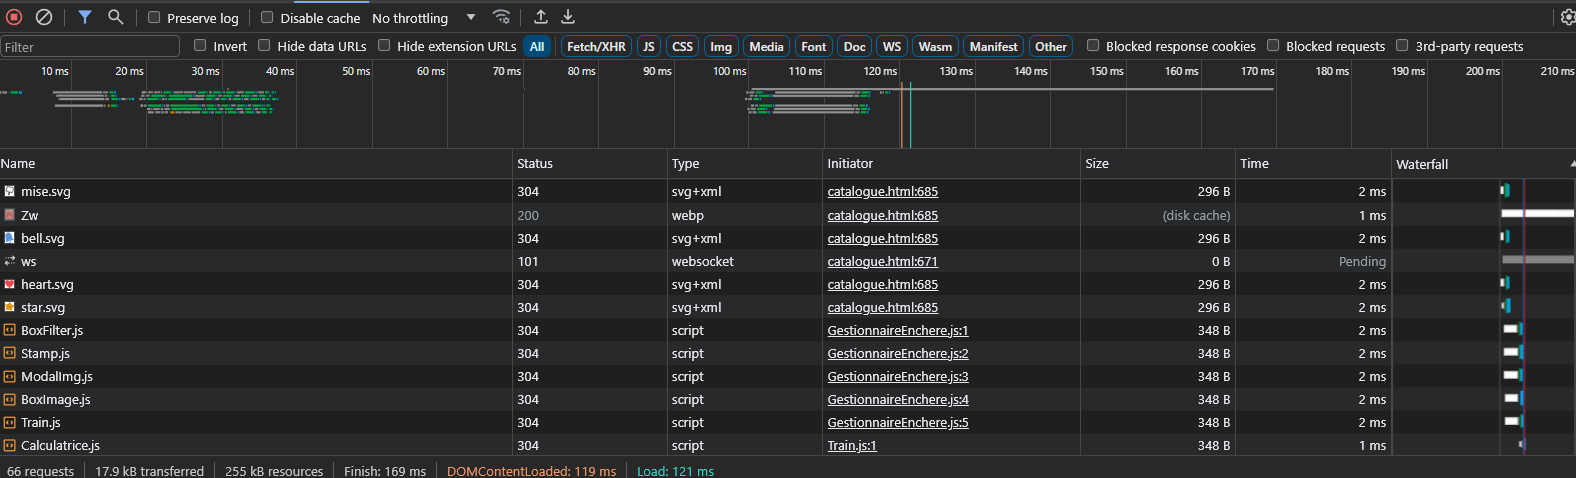 Preserve log Disable cache No throttling
Filter Invert Hide data URLs Hide extension URLs All Fetch/XHR JS CSS Img Media Font Doc WS Wasm Manifest Other Blocked response cookies Blocked requests 3rd-party requests
10 ms 20 ms 30 ms 40 ms 50 ms 60 ms 70 ms 80 ms 90 ms 100 ms 110 ms 120 ms 130 ms 140 ms 150 ms 160 ms 170 ms 180 ms 190 ms 200 ms 210 ms
Name Status Type Initiator Size Time Waterfall
mise.svg 304 svg+xml catalogue.html:685 296 B 2 ms
Zw 200 webp catalogue.html:685 (disk cache) 1 ms
bell.svg 304 svg+xml catalogue.html:685 296 B 2 ms
ws 101 websocket catalogue.html:671 0 B Pending
heart.svg 304 svg+xml catalogue.html:685 296 B 2 ms
star.svg 304 svg+xml catalogue.html:685 296 B 2 ms
BoxFilter.js 304 script GestionnaireEnchere.js:1 348 B 2 ms
Stamp.js 304 script GestionnaireEnchere.js:2 348 B 2 ms
ModalImg.js 304 script GestionnaireEnchere.js:3 348 B 2 ms
BoxImage.js 304 script GestionnaireEnchere.js:4 348 B 2 ms
Train.js 304 script GestionnaireEnchere.js:5 348 B 2 ms
Calculatrice.js 304 script Train.js:1 348 B 1 ms
66 requests 17.9 kB transferred 255 kB resources Finish: 169 ms DOMContentLoaded: 119 ms Load: 121 ms